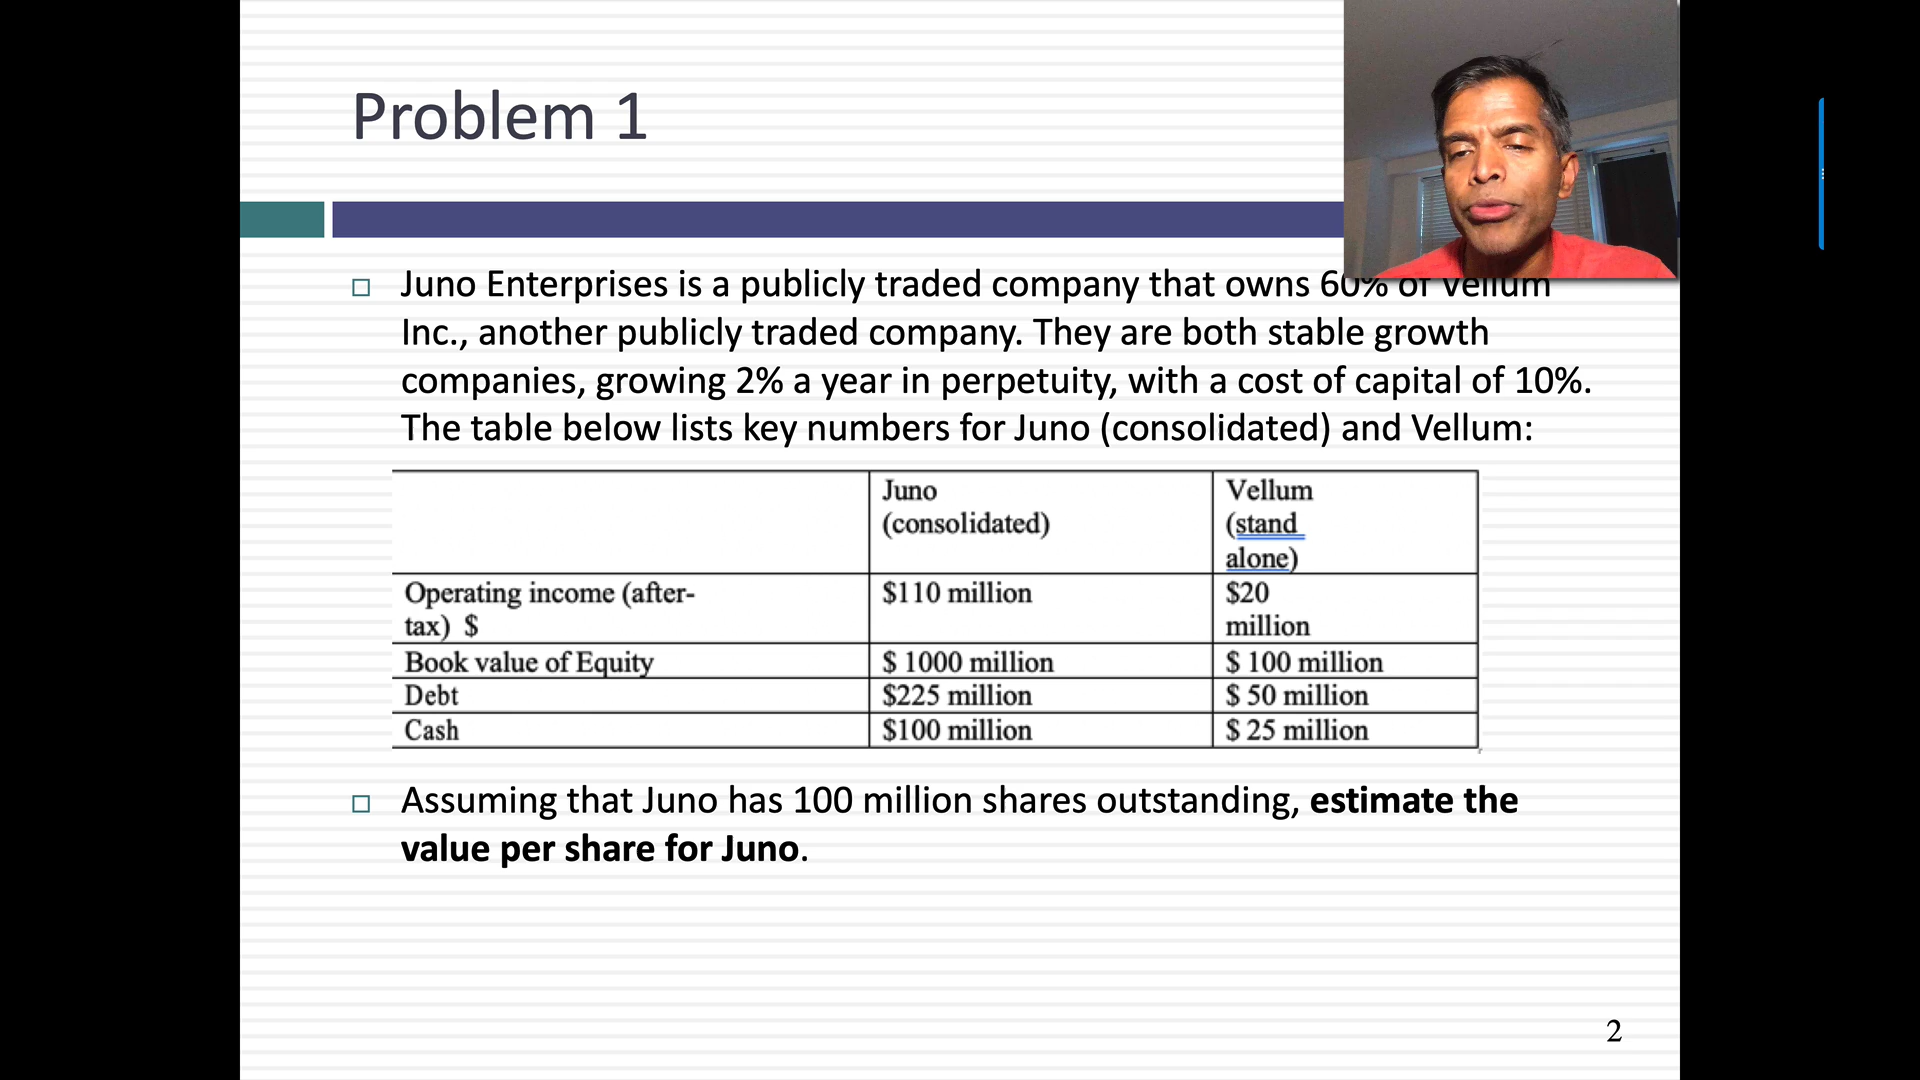 Problem 1
Juno Enterprises is a publicly traded company that owns 60% of Vellum
Inc., another publicly traded company. They are both stable growth
companies, growing 2% a year in perpetuity, with a cost of capital of 10%.
The table below lists key numbers for Juno (consolidated) and Vellum:
Juno
(consolidated)
Vellum
(stand
alone)
Operating income (after-
tax) $
$110 million
$20
million
Book value of Equity
$ 1000 million
$ 100 million
Debt
$225 million
$ 50 million
Cash
$100 million
$ 25 million
Assuming that Juno has 100 million shares outstanding, estimate the
value per share for Juno.
2